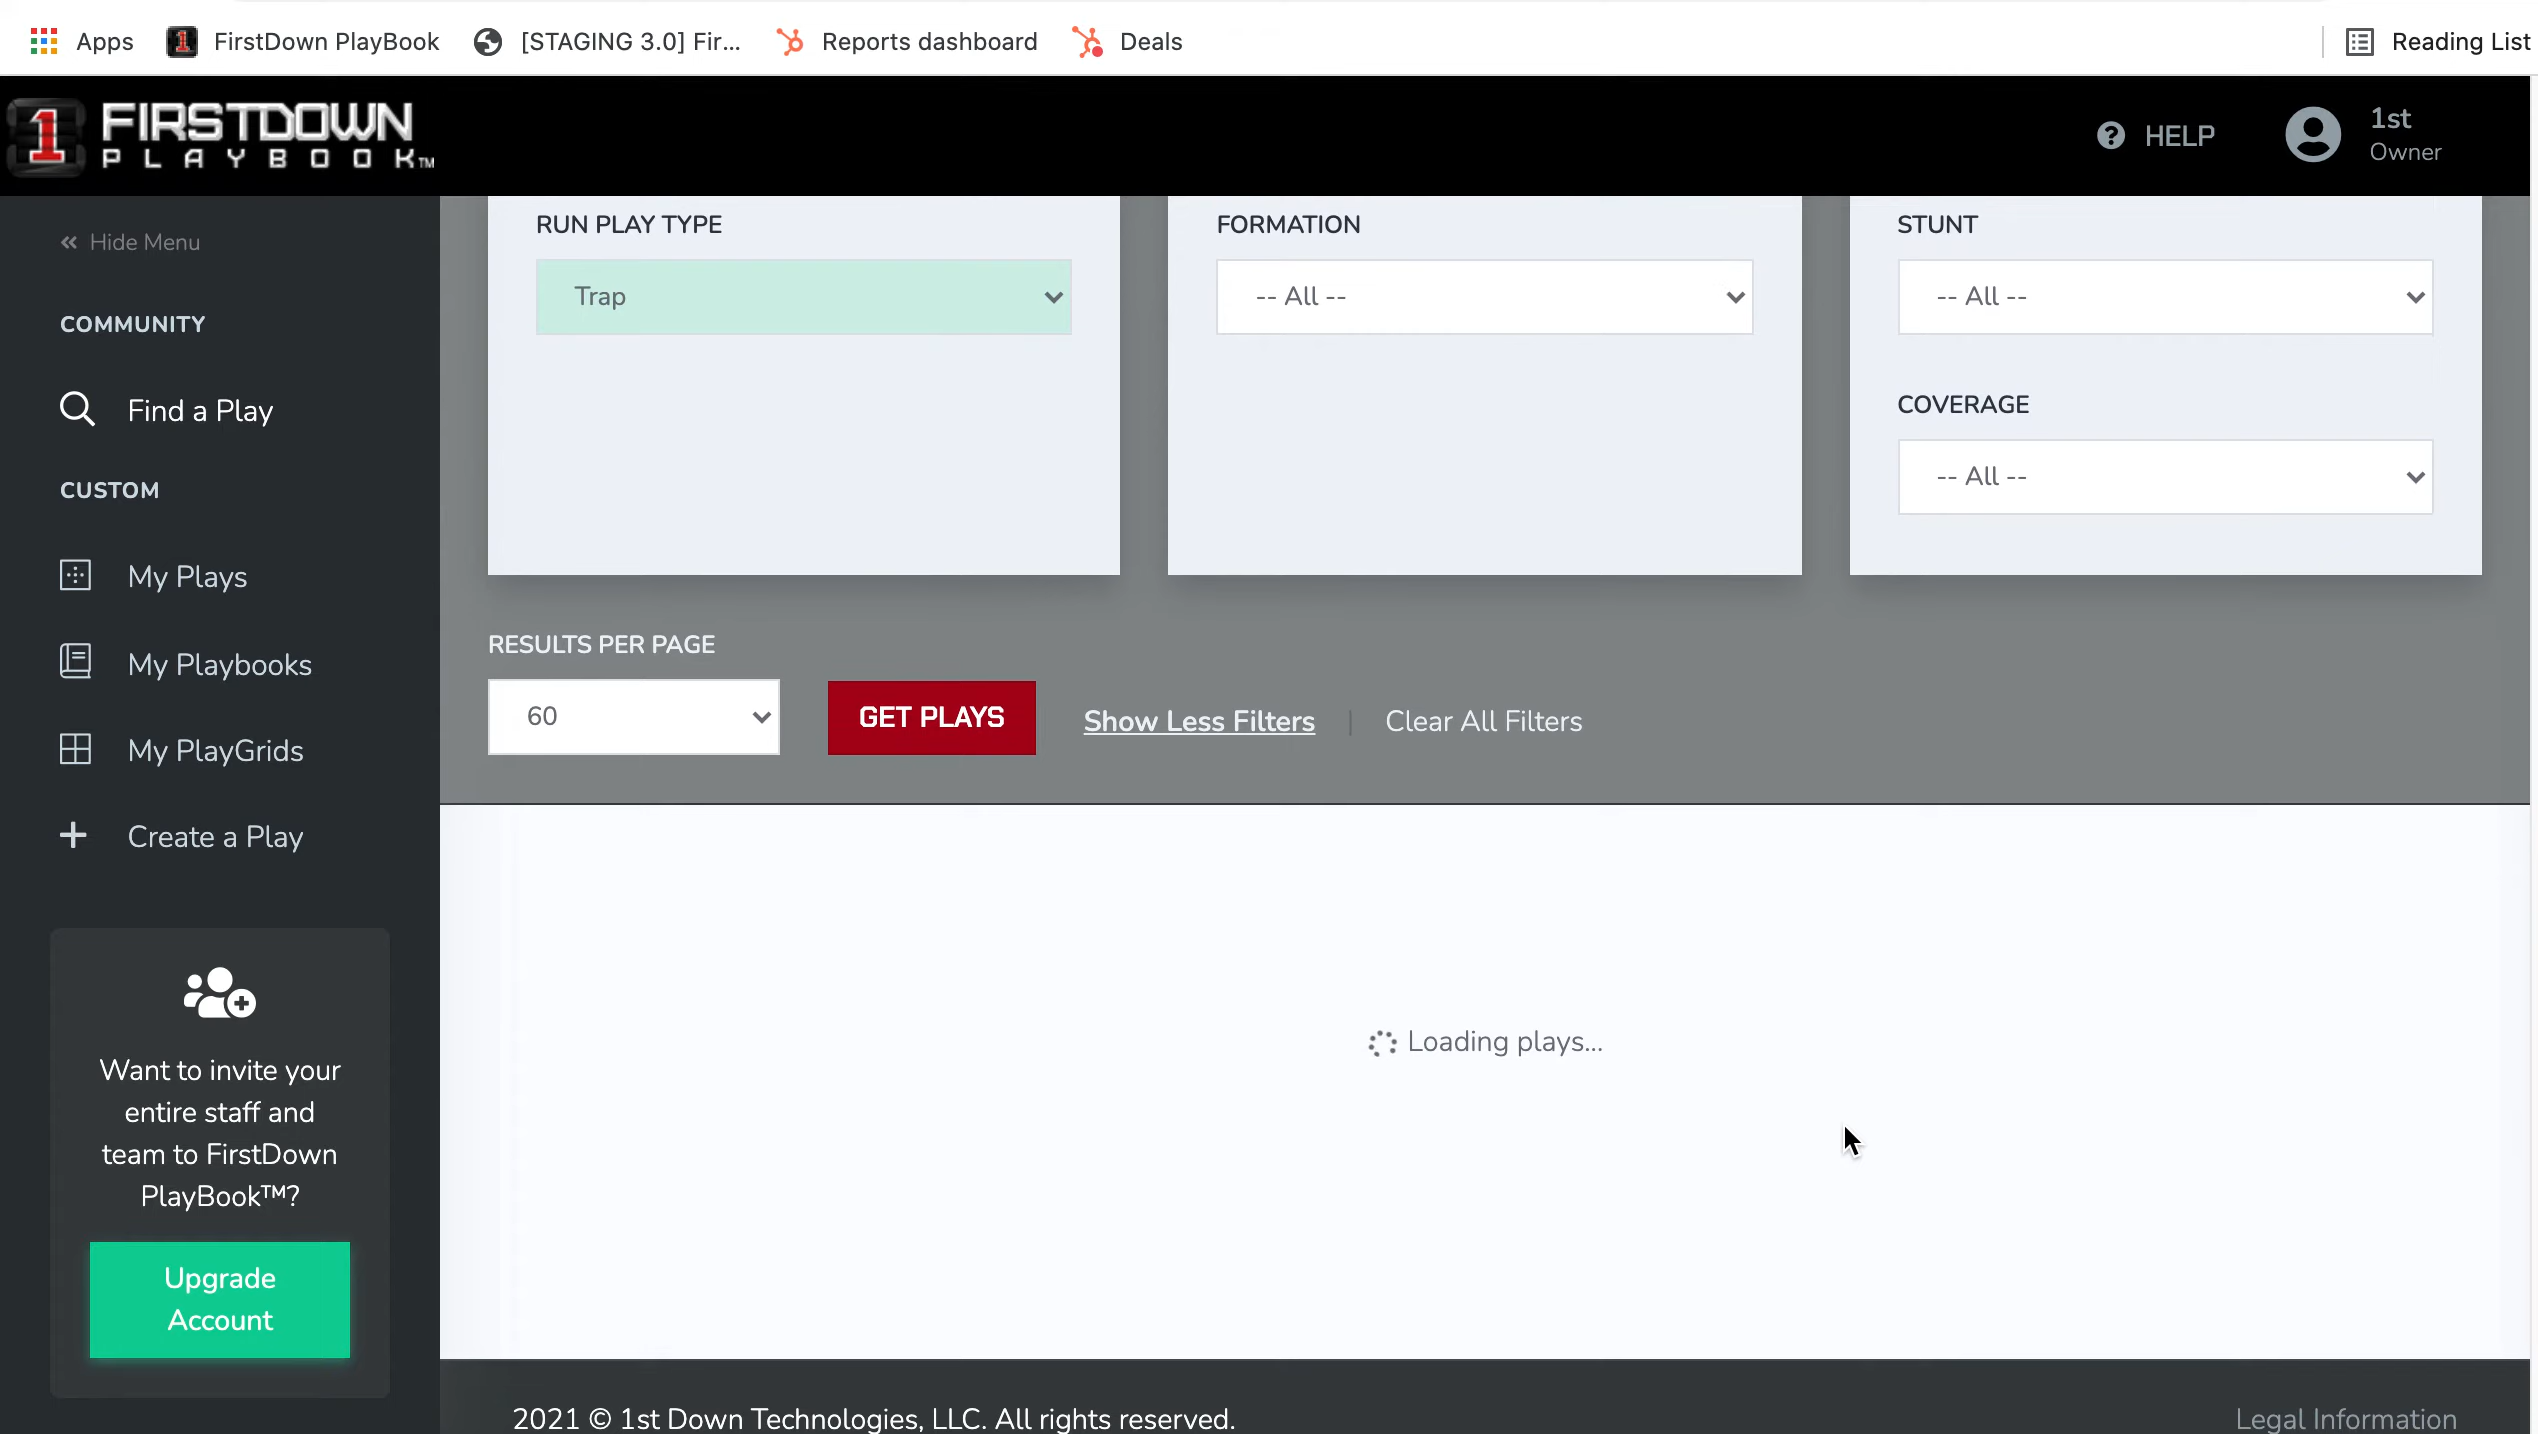 Apps
FirstDown PlayBook
[STAGING 3.0] Fir...
Reports dashboard
Deals
Reading List
1 FIRSTDOWN
PLAYBOOK™
HELP
1st
Owner
Hide Menu
COMMUNITY
Find a Play
CUSTOM
My Plays
My Playbooks
My PlayGrids
Create a Play
Want to invite your
entire staff and
team to FirstDown
PlayBook™?
Upgrade
Account
RUN PLAY TYPE
Trap
FORMATION
-- All --
STUNT
-- All --
COVERAGE
-- All --
RESULTS PER PAGE
60
GET PLAYS
Show Less Filters
Clear All Filters
Loading plays...
2021 © 1st Down Technologies, LLC. All rights reserved.
Legal Information